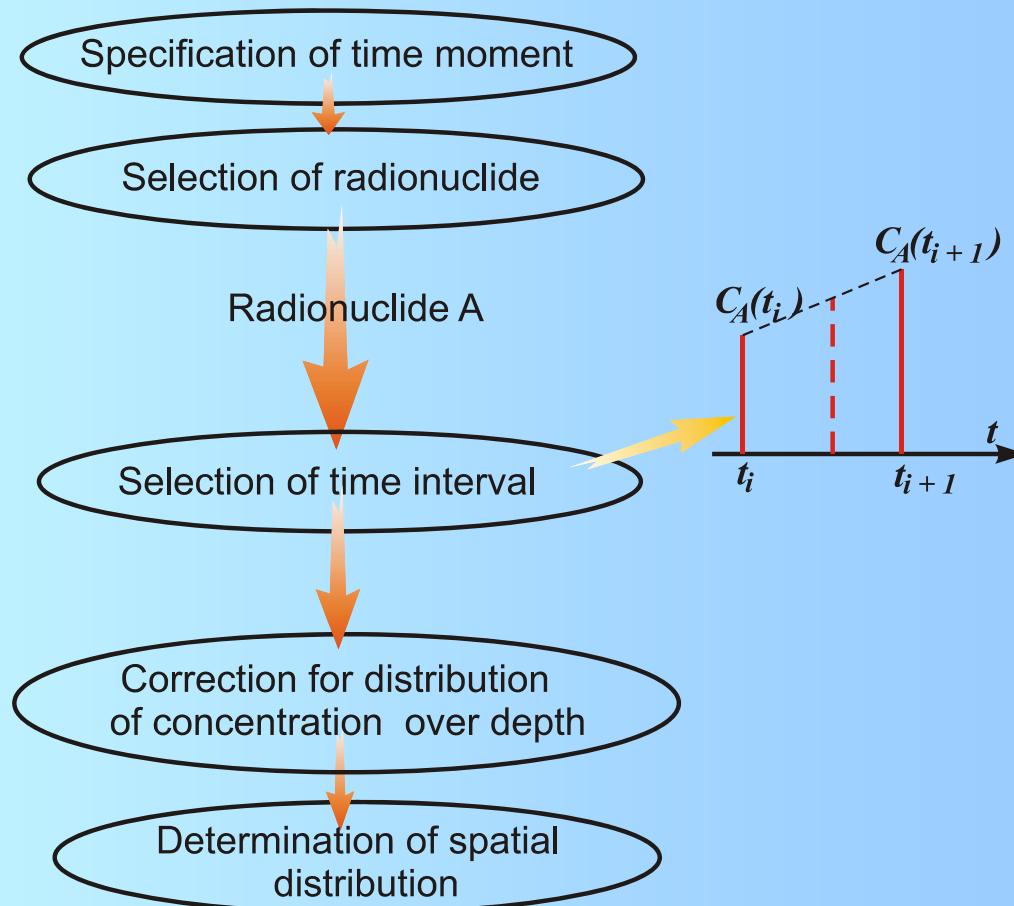 Specification of time moment
Selection of radionuclide
Radionuclide A
C_A(t_{i+1})
C_A(t_i)
Selection of time interval
t
t_i
t_{i+1}
Correction for distribution
of concentration over depth
Determination of spatial
distribution